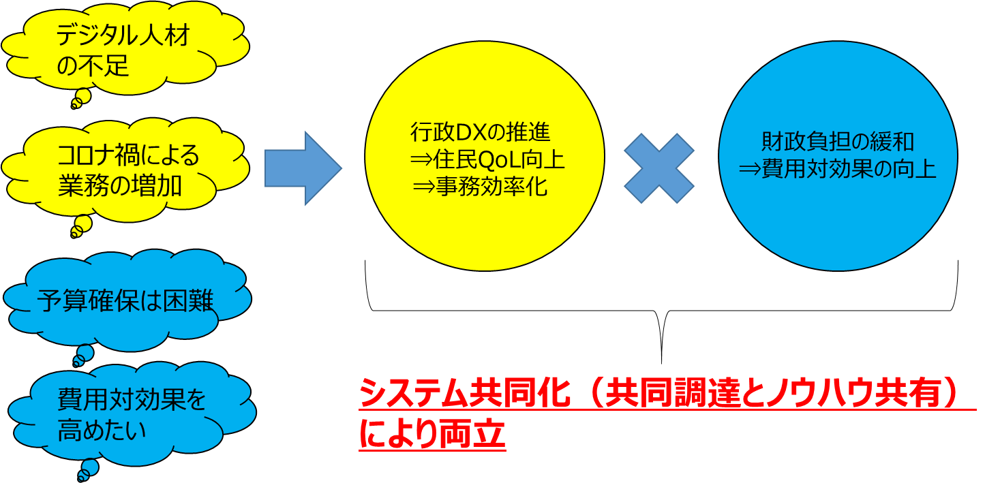 デジタル人材
の不足
コロナ禍による
業務の増加
予算確保は困難
費用対効果を
高めたい
行政DXの推進
⇒住民QoL向上
⇒事務効率化
財政負担の緩和
⇒費用対効果の向上
システム共同化（共同調達とノウハウ共有）
により両立